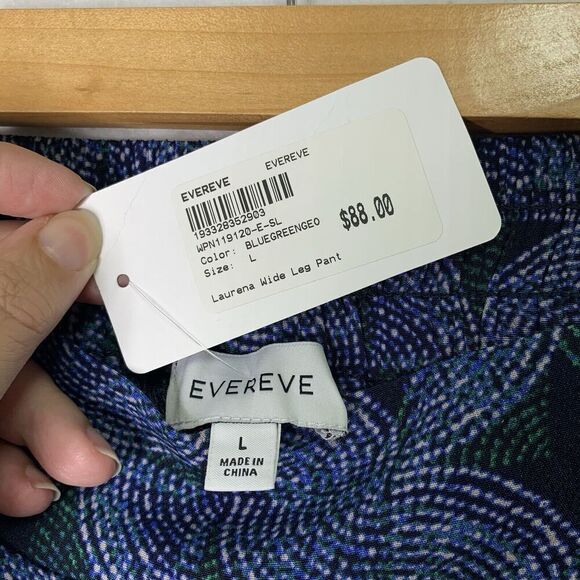 EVEREVE EVEREVE
193328352903
WPN119120-E-SL
Color: BLUEGREENGEO
Size: L
$88.00
Laurena Wide Leg Pant
EVEREVE
L
MADE IN
CHINA